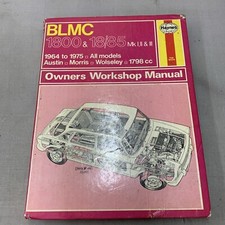 BLMC
1800 & 18/85 Mk I,II & III
1964 to 1975 □ All models
Austin □ Morris □ Wolseley □ 1798 cc
Haynes
Owners Workshop Manual